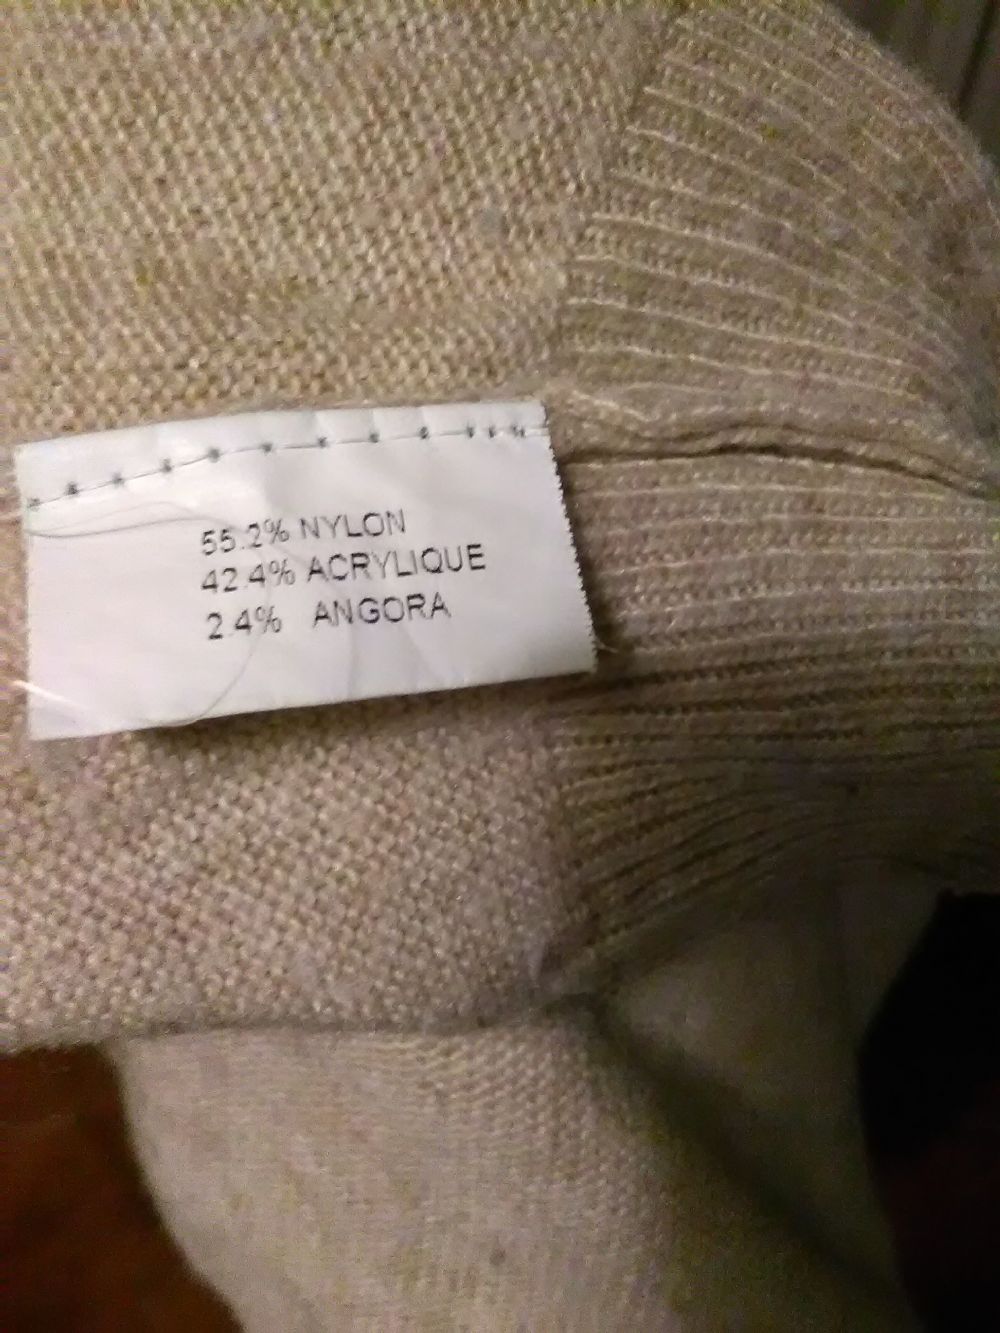 55.2% NYLON
42.4% ACRYLIQUE
2.4% ANGORA